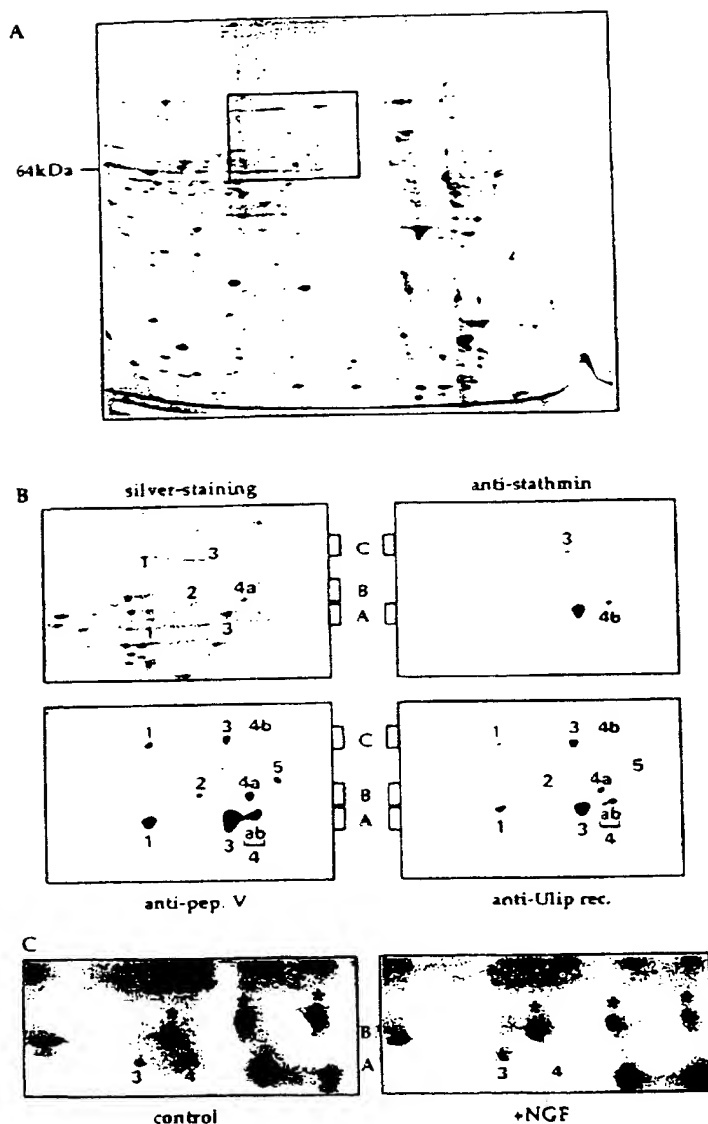 A
64kDa
B
silver-staining
anti-stathmin
1 3
2 4a
1 3
C
B
A
3
4b
1 3 4b
2 4a 5
1 3 ab
4
C
B
A
1 3 4b
5
2 4a
1 3 ab
4
anti-pep. V
anti-Ulip rec.
C
* * *
3 4
B
A
* * *
3 4
control
+NGF